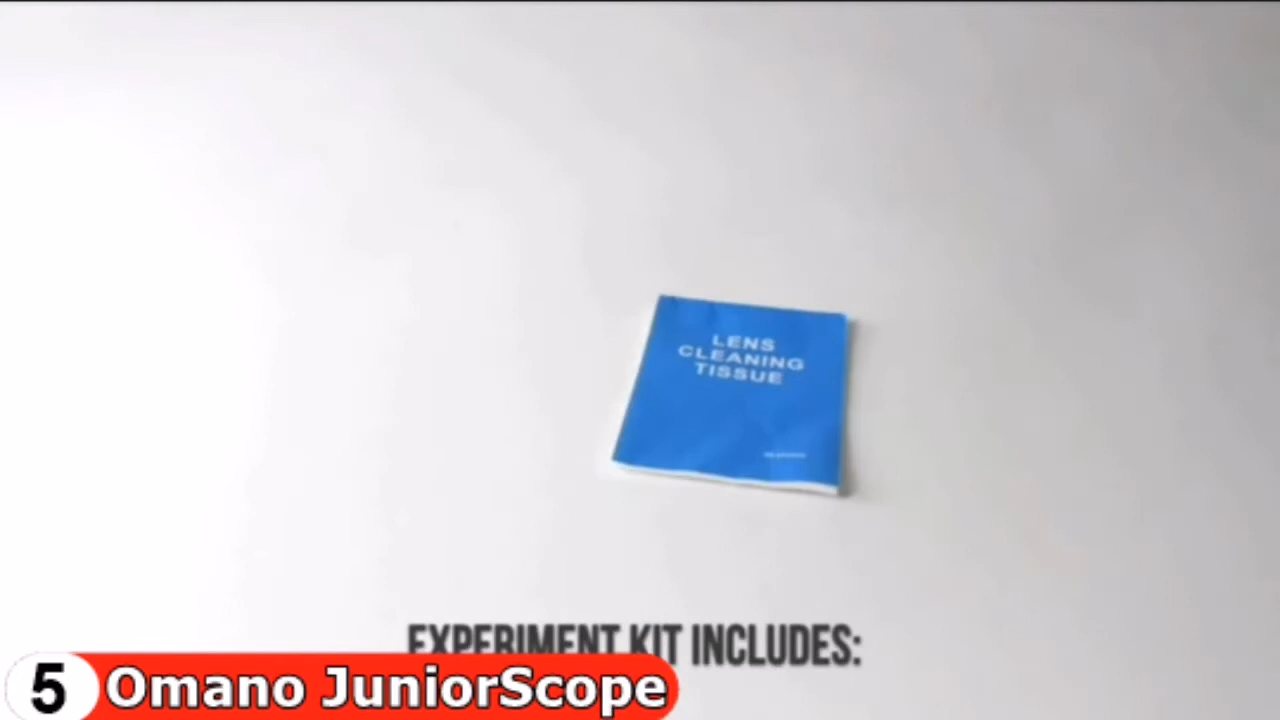 LENS
CLEANING
TISSUE
EXPERIMENT KIT INCLUDES:
5 Omano JuniorScope